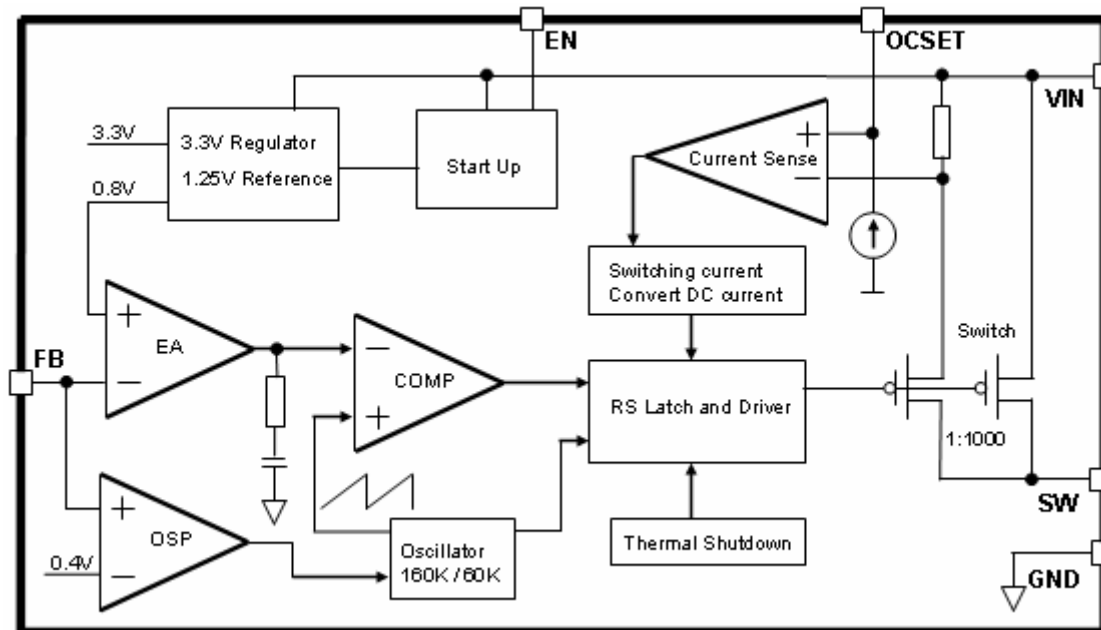 EN
OCSET
VIN
3.3V
3.3V Regulator
1.25V Reference
0.8V
Start Up
+
Current Sense
−
Switching current
Convert DC current
Switch
FB
+
EA
−
−
COMP
+
RS Latch and Driver
1:1000
SW
+
OSP
0.4V
−
Oscillator
160K / 60K
Thermal Shutdown
GND